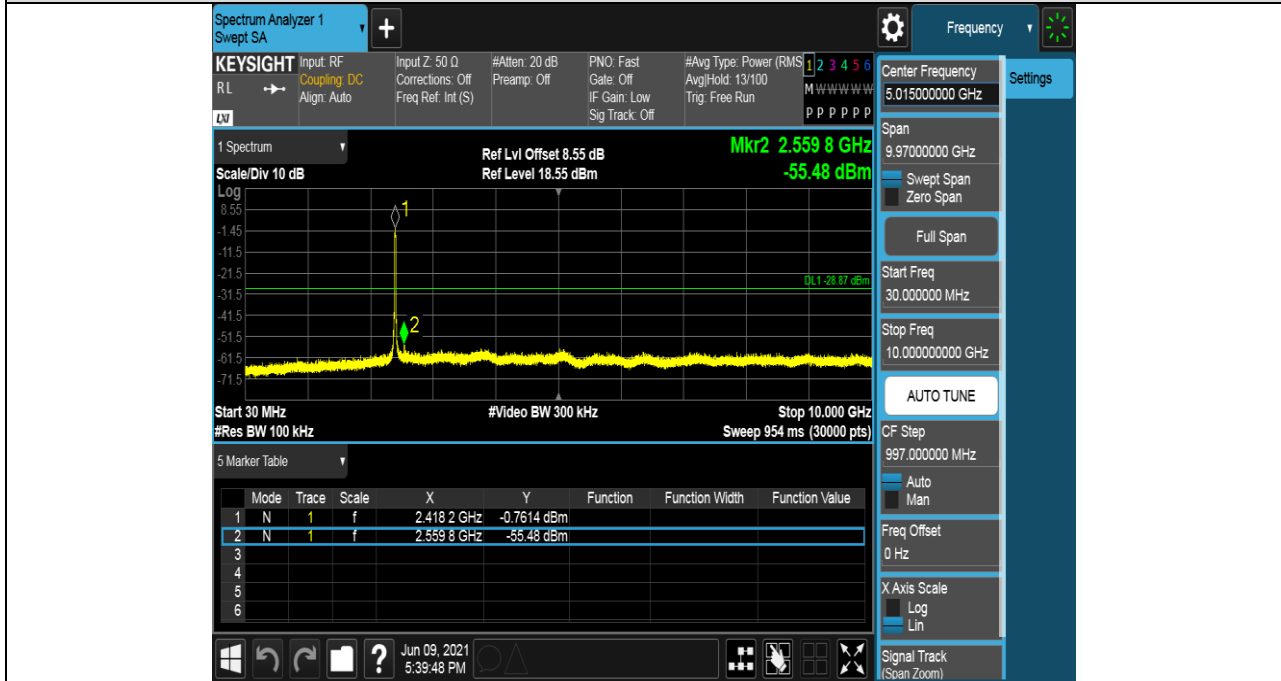 Spectrum Analyzer 1
Swept SA
+
Frequency
KEYSIGHT
RL
LXI
Input: RF
Coupling: DC
Align: Auto
Input Z: 50 Ω
Corrections: Off
Freq Ref: Int (S)
#Atten: 20 dB
Preamp: Off
PNO: Fast
Gate: Off
IF Gain: Low
Sig Track: Off
#Avg Type: Power (RMS
Avg|Hold: 13/100
Trig: Free Run
1 2 3 4 5 6
M W W W W W
P P P P P P
1 Spectrum
Scale/Div 10 dB
Ref Lvl Offset 8.55 dB
Ref Level 18.55 dBm
Mkr2 2.559 8 GHz
-55.48 dBm
Log
8.55
-1.45
-11.5
-21.5
-31.5
-41.5
-51.5
-61.5
-71.5
1
2
DL1 -28.87 dBm
Start 30 MHz
#Video BW 300 kHz
Stop 10.000 GHz
#Res BW 100 kHz
Sweep 954 ms (30000 pts)
5 Marker Table
Mode Trace Scale X Y Function Function Width Function Value
1 N 1 f 2.418 2 GHz -0.7614 dBm
2 N 1 f 2.559 8 GHz -55.48 dBm
3
4
5
6
?
Jun 09, 2021
5:39:48 PM
Center Frequency
5.015000000 GHz
Settings
Span
9.97000000 GHz
Swept Span
Zero Span
Full Span
Start Freq
30.000000 MHz
Stop Freq
10.000000000 GHz
AUTO TUNE
CF Step
997.000000 MHz
Auto
Man
Freq Offset
0 Hz
X Axis Scale
Log
Lin
Signal Track
(Span Zoom)